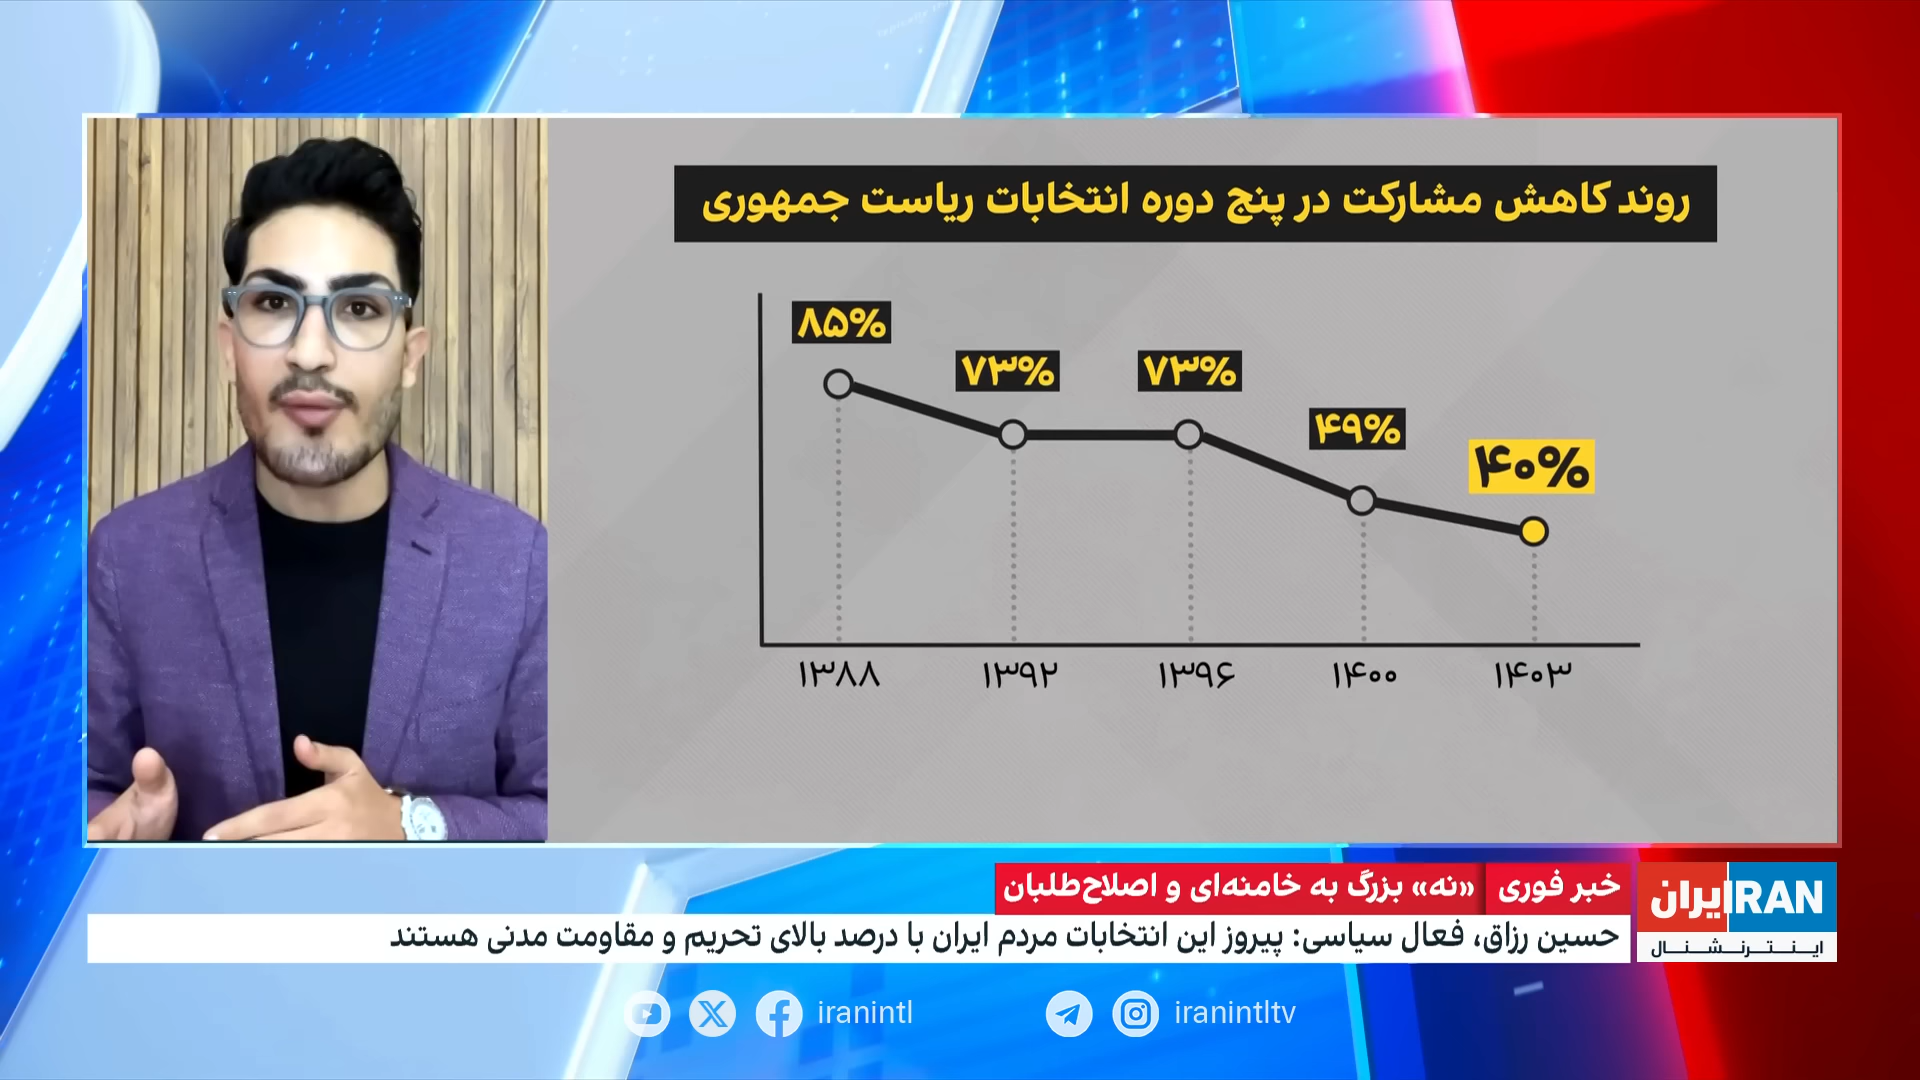 روند کاهش مشارکت در پنج دوره انتخابات ریاست جمهوری
۸۵%
۷۳%
۷۳%
۴۹%
۴۰%
۱۳۸۸
۱۳۹۲
۱۳۹۶
۱۴۰۰
۱۴۰۳
خبر فوری
«نه» بزرگ به خامنه‌ای و اصلاح‌طلبان
حسین رزاق، فعال سیاسی: پیروز این انتخابات مردم ایران با درصد بالای تحریم و مقاومت مدنی هستند
ایران IRAN
اینترنشنال
iranintl
iranintltv